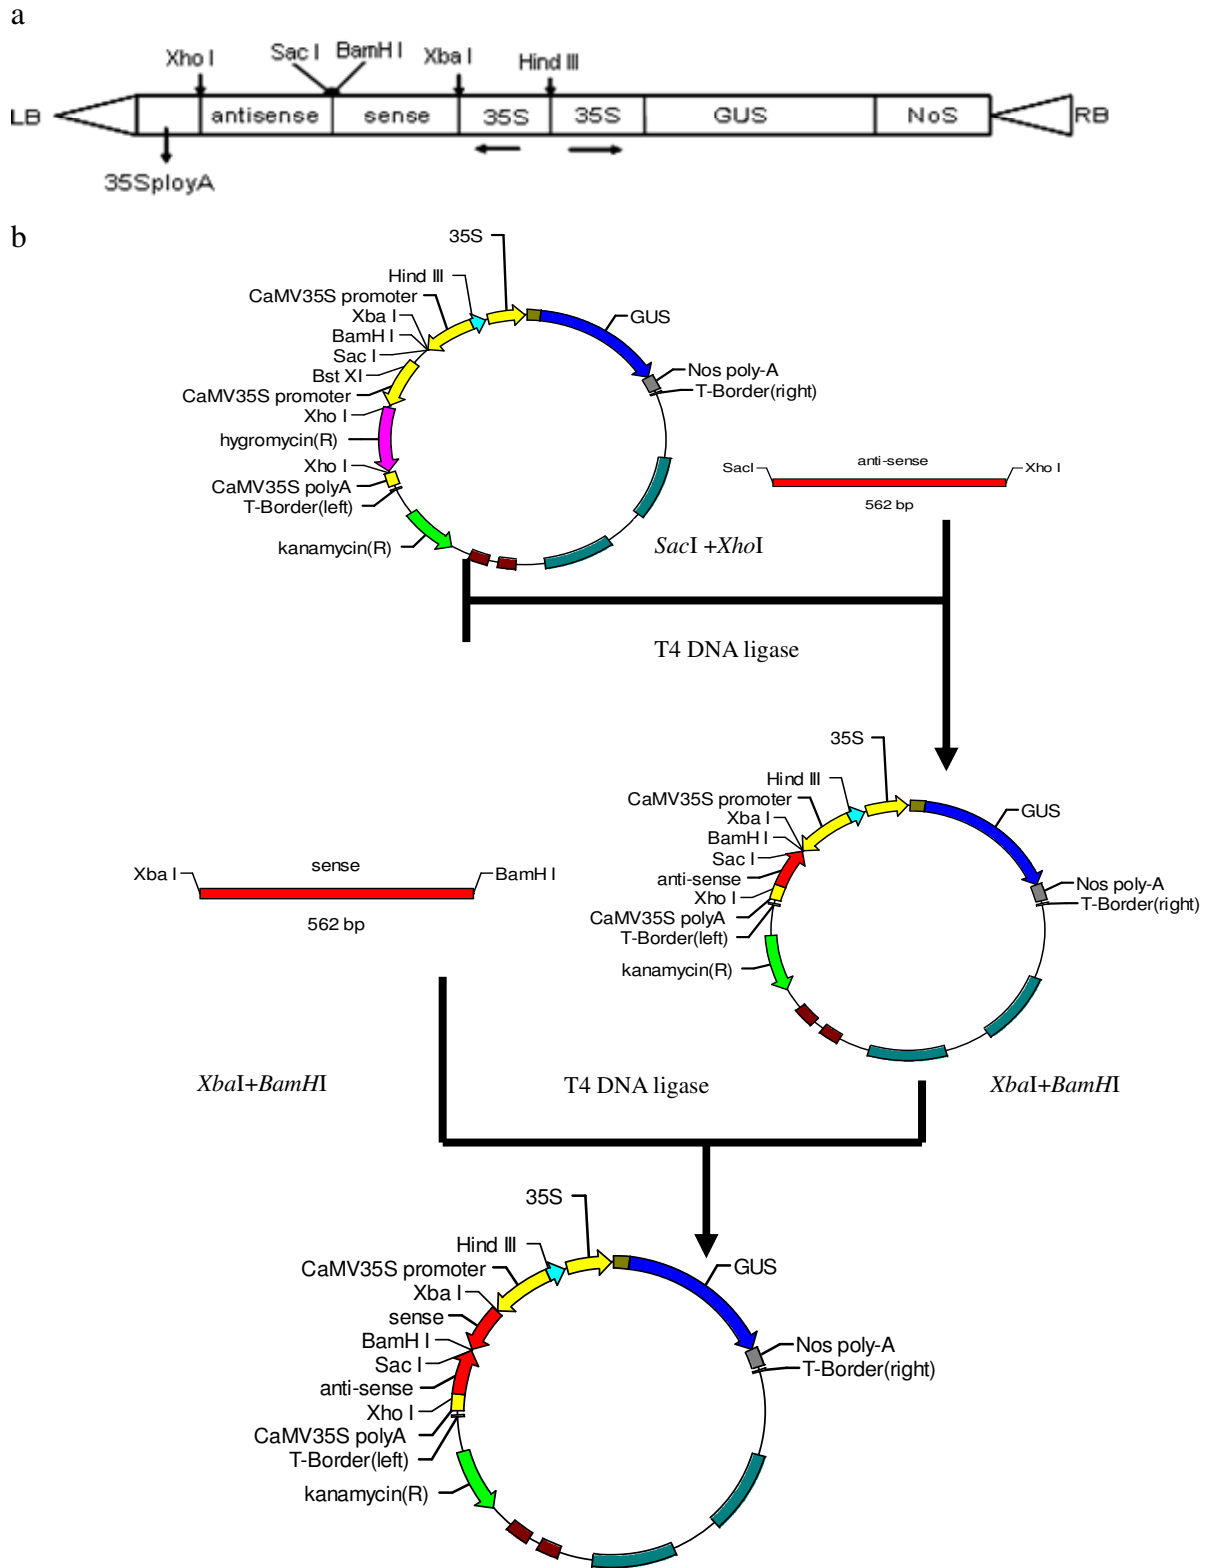 a
Xho I
Sac I
BamH I
Xba I
Hind III
LB
antisense
sense
35S
35S
GUS
NoS
RB
35SployA
b
35S
Hind III
CaMV35S promoter
Xba I
BamH I
Sac I
Bst XI
CaMV35S promoter
Xho I
hygromycin(R)
Xho I
CaMV35S polyA
T-Border(left)
kanamycin(R)
GUS
Nos poly-A
T-Border(right)
SacI
anti-sense
Xho I
562 bp
SacI +XhoI
T4 DNA ligase
35S
Hind III
CaMV35S promoter
Xba I
BamH I
Sac I
anti-sense
Xho I
CaMV35S polyA
T-Border(left)
kanamycin(R)
GUS
Nos poly-A
T-Border(right)
Xba I
sense
BamH I
562 bp
XbaI+BamHI
T4 DNA ligase
XbaI+BamHI
35S
Hind III
CaMV35S promoter
Xba I
sense
BamH I
Sac I
anti-sense
Xho I
CaMV35S polyA
T-Border(left)
kanamycin(R)
GUS
Nos poly-A
T-Border(right)